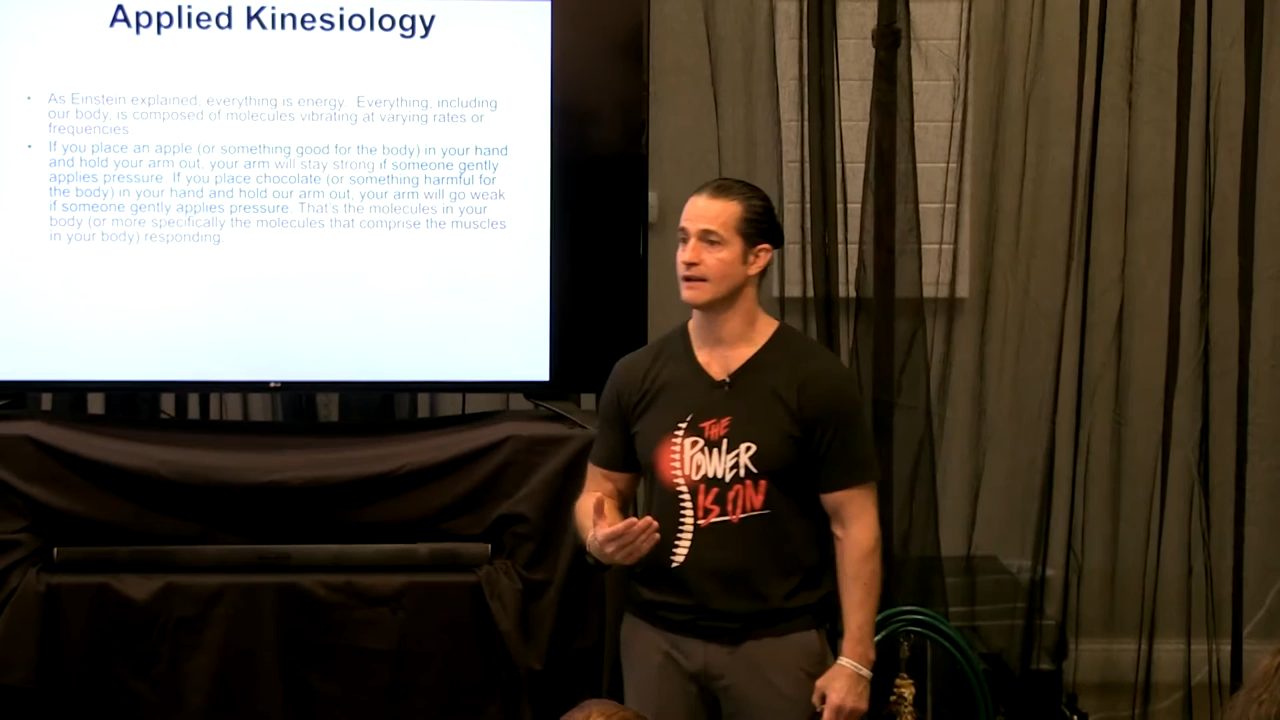 Applied Kinesiology
• As Einstein explained, everything is energy. Everything, including
our body, is composed of molecules vibrating at varying rates or
frequencies.
• If you place an apple (or something good for the body) in your hand
and hold your arm out, your arm will stay strong if someone gently
applies pressure. If you place chocolate (or something harmful for
the body) in your hand and hold our arm out, your arm will go weak
if someone gently applies pressure. That's the molecules in your
body (or more specifically the molecules that comprise the muscles
in your body) responding.
THE
POWER
IS ON
LG